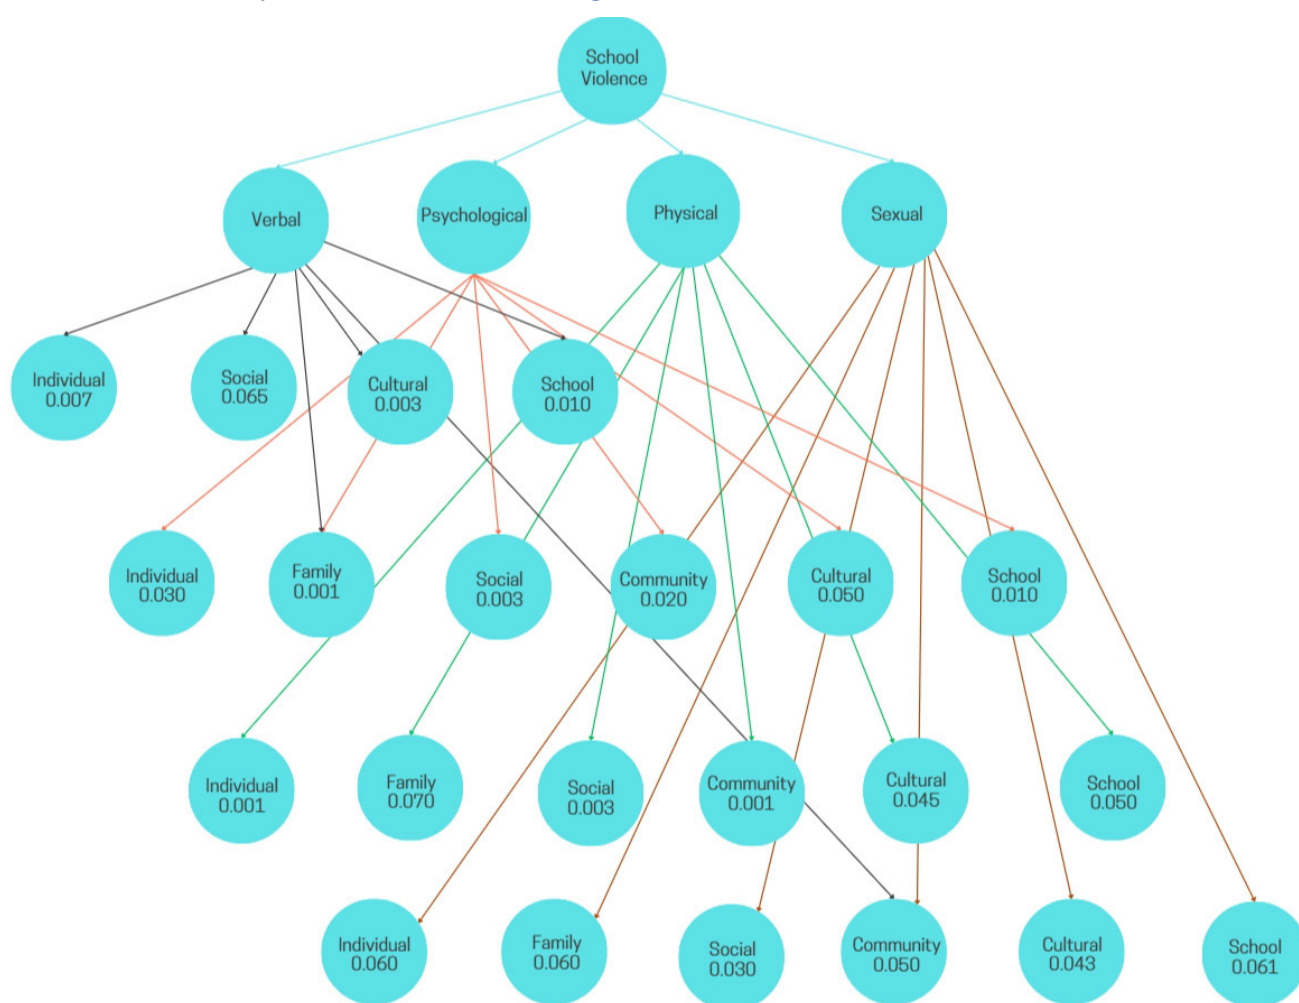 School
Violence
Verbal
Psychological
Physical
Sexual
Individual
0.007
Social
0.065
Cultural
0.003
School
0.010
Individual
0.030
Family
0.001
Social
0.003
Community
0.020
Cultural
0.050
School
0.010
Individual
0.001
Family
0.070
Social
0.003
Community
0.001
Cultural
0.045
School
0.050
Individual
0.060
Family
0.060
Social
0.030
Community
0.050
Cultural
0.043
School
0.061